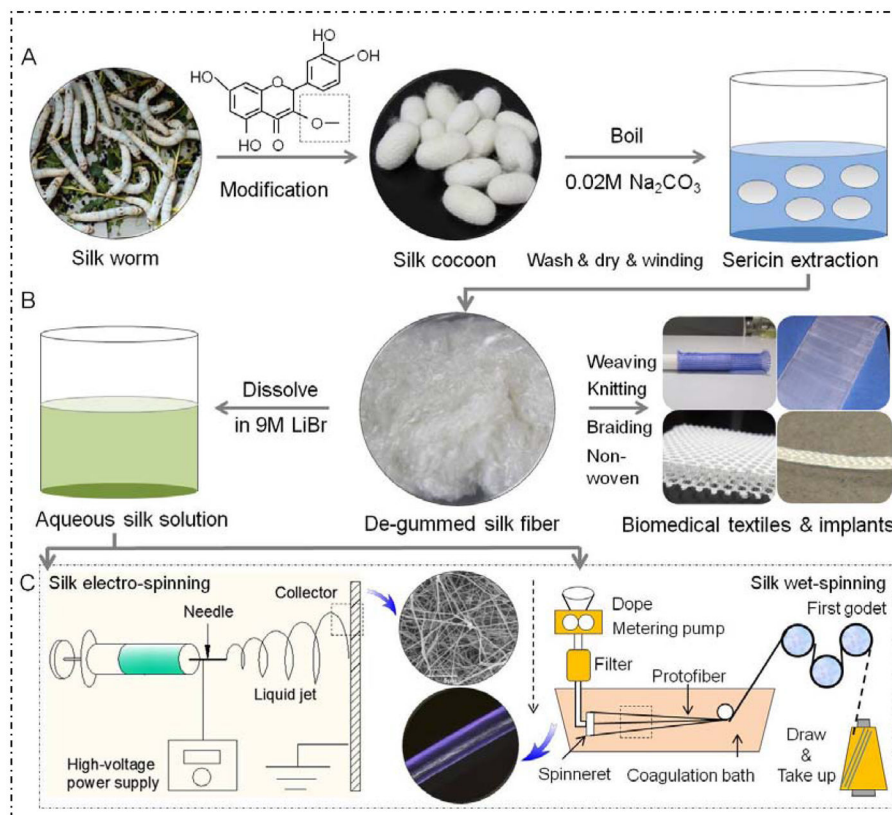 A
HO
OH
HO
O
O
OH
O
Boil
0.02M Na₂CO₃
Modification
Silk worm
Silk cocoon
Wash & dry & winding
Sericin extraction
B
Dissolve
in 9M LiBr
Weaving
Knitting
Braiding
Non-
woven
Aqueous silk solution
De-gummed silk fiber
Biomedical textiles & implants
C
Silk electro-spinning
Collector
Needle
Liquid jet
High-voltage
power supply
Silk wet-spinning
First godet
Dope
Metering pump
Filter
Protofiber
Spinneret
Coagulation bath
Draw
&
Take up